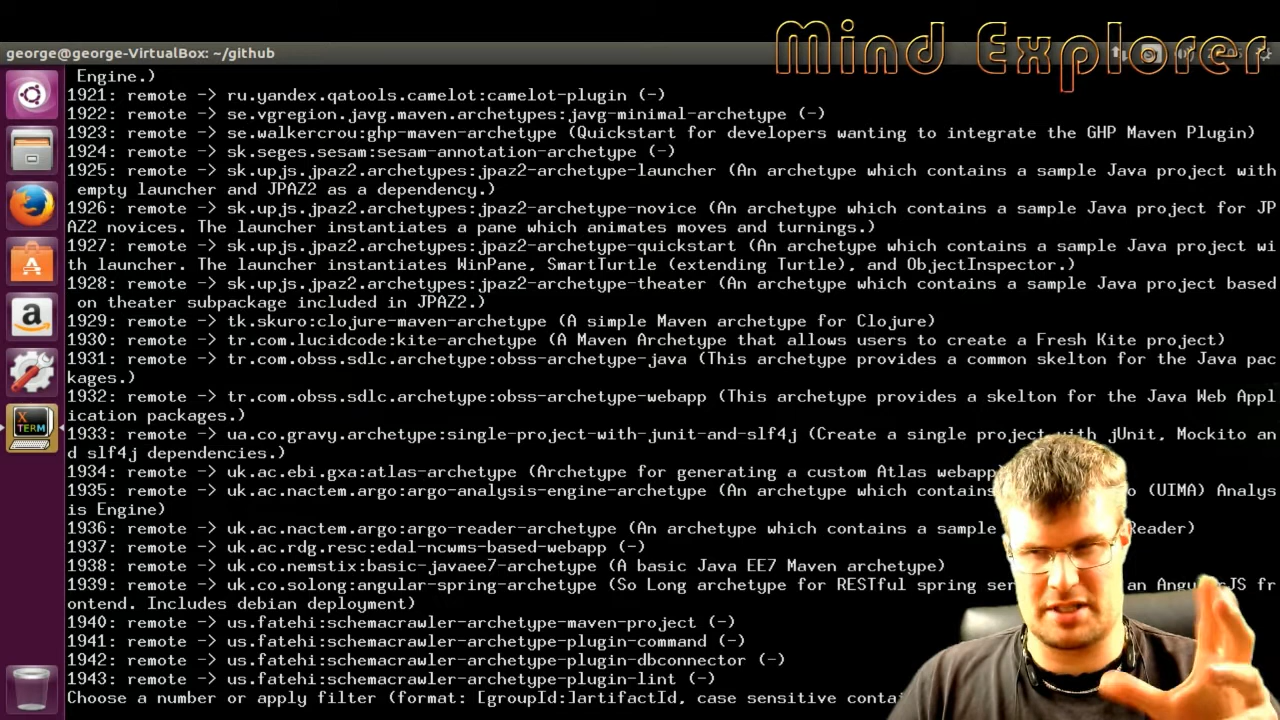 Mind Explorer
george@george-VirtualBox: ~/github
Engine.)
1921: remote -> ru.yandex.qatools.camelot:camelot-plugin (-)
1922: remote -> se.vgregion.javg.maven.archetypes:javg-minimal-archetype (-)
1923: remote -> se.walkercrou:ghp-maven-archetype (Quickstart for developers wanting to integrate the GHP Maven Plugin)
1924: remote -> sk.seges.sesam:sesam-annotation-archetype (-)
1925: remote -> sk.upjs.jpaz2.archetypes:jpaz2-archetype-launcher (An archetype which contains a sample Java project with
empty launcher and JPAZ2 as a dependency.)
1926: remote -> sk.upjs.jpaz2.archetypes:jpaz2-archetype-novice (An archetype which contains a sample Java project for JP
AZ2 novices. The launcher instantiates a pane which animates moves and turnings.)
1927: remote -> sk.upjs.jpaz2.archetypes:jpaz2-archetype-quickstart (An archetype which contains a sample Java project wi
th launcher. The launcher instantiates WinPane, SmartTurtle (extending Turtle), and ObjectInspector.)
1928: remote -> sk.upjs.jpaz2.archetypes:jpaz2-archetype-theater (An archetype which contains a sample Java project based
on theater subpackage included in JPAZ2.)
1929: remote -> tk.skuro:clojure-maven-archetype (A simple Maven archetype for Clojure)
1930: remote -> tr.com.lucidcode:kite-archetype (A Maven Archetype that allows users to create a Fresh Kite project)
1931: remote -> tr.com.obss.sdlc.archetype:obss-archetype-java (This archetype provides a common skelton for the Java pac
kages.)
1932: remote -> tr.com.obss.sdlc.archetype:obss-archetype-webapp (This archetype provides a skelton for the Java Web Appl
ication packages.)
1933: remote -> ua.co.gravy.archetype:single-project-with-junit-and-slf4j (Create a single project with jUnit, Mockito an
d slf4j dependencies.)
1934: remote -> uk.ac.ebi.gxa:atlas-archetype (Archetype for generating a custom Atlas webapp)
1935: remote -> uk.ac.nactem.argo:argo-analysis-engine-archetype (An archetype which contains (UIMA) Analys
is Engine)
1936: remote -> uk.ac.nactem.argo:argo-reader-archetype (An archetype which contains a sample Reader)
1937: remote -> uk.ac.rdg.resc:edal-ncwms-based-webapp (-)
1938: remote -> uk.co.nemstix:basic-javaee7-archetype (A basic Java EE7 Maven archetype)
1939: remote -> uk.co.solong:angular-spring-archetype (So Long archetype for RESTful spring an AngularJS fr
ontend. Includes debian deployment)
1940: remote -> us.fatehi:schemacrawler-archetype-maven-project (-)
1941: remote -> us.fatehi:schemacrawler-archetype-plugin-command (-)
1942: remote -> us.fatehi:schemacrawler-archetype-plugin-dbconnector (-)
1943: remote -> us.fatehi:schemacrawler-archetype-plugin-lint (-)
Choose a number or apply filter (format: [groupId:]artifactId, case sensitive
a
X
TERM